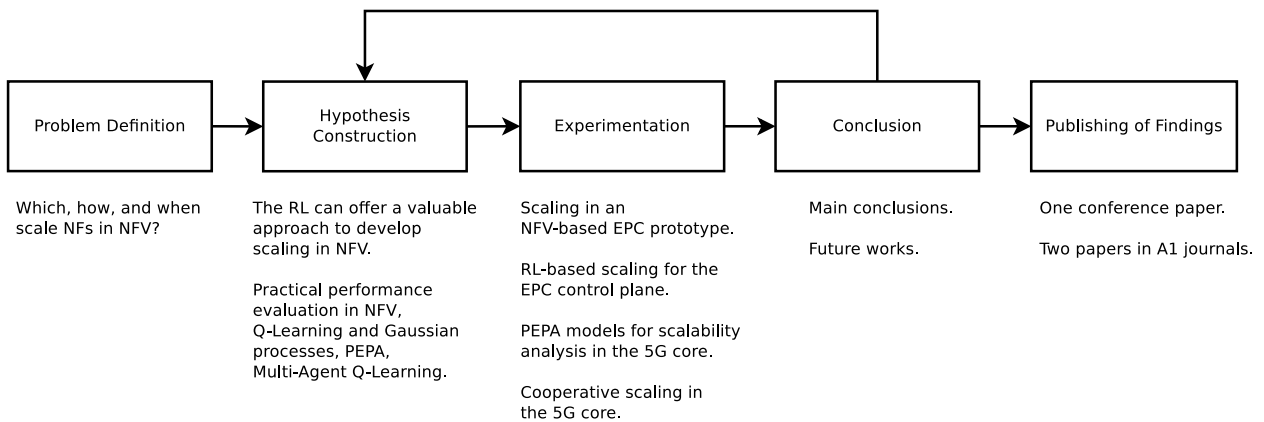 Problem Definition
Hypothesis
Construction
Experimentation
Conclusion
Publishing of Findings
Which, how, and when
scale NFs in NFV?
The RL can offer a valuable
approach to develop
scaling in NFV.
Practical performance
evaluation in NFV,
Q-Learning and Gaussian
processes, PEPA,
Multi-Agent Q-Learning.
Scaling in an
NFV-based EPC prototype.
RL-based scaling for the
EPC control plane.
PEPA models for scalability
analysis in the 5G core.
Cooperative scaling in
the 5G core.
Main conclusions.
Future works.
One conference paper.
Two papers in A1 journals.